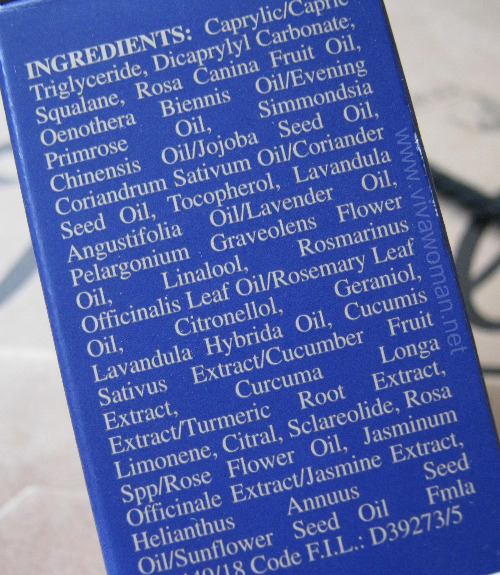 INGREDIENTS: Caprylic/Capric
Triglyceride, Dicaprylyl Carbonate,
Squalane, Rosa Canina Fruit Oil,
Oenothera Biennis Oil/Evening
Primrose Oil, Simmondsia
Chinensis Oil/Jojoba Seed Oil,
Coriandrum Sativum Oil/Coriander
Seed Oil, Tocopherol, Lavandula
Angustifolia Oil/Lavender Oil,
Pelargonium Graveolens Flower
Oil, Linalool, Rosmarinus
Officinalis Leaf Oil/Rosemary Leaf
Oil, Citronellol, Geraniol,
Lavandula Hybrida Oil, Cucumis
Sativus Extract/Cucumber Fruit
Extract, Curcuma Longa
Extract/Turmeric Root Extract,
Limonene, Citral, Sclareolide, Rosa
Spp/Rose Flower Oil, Jasminum
Officinale Extract/Jasmine Extract,
Helianthus Annuus Seed
Oil/Sunflower Seed Oil Fmla
Code F.I.L.: D39273/5
www.vivawoman.net